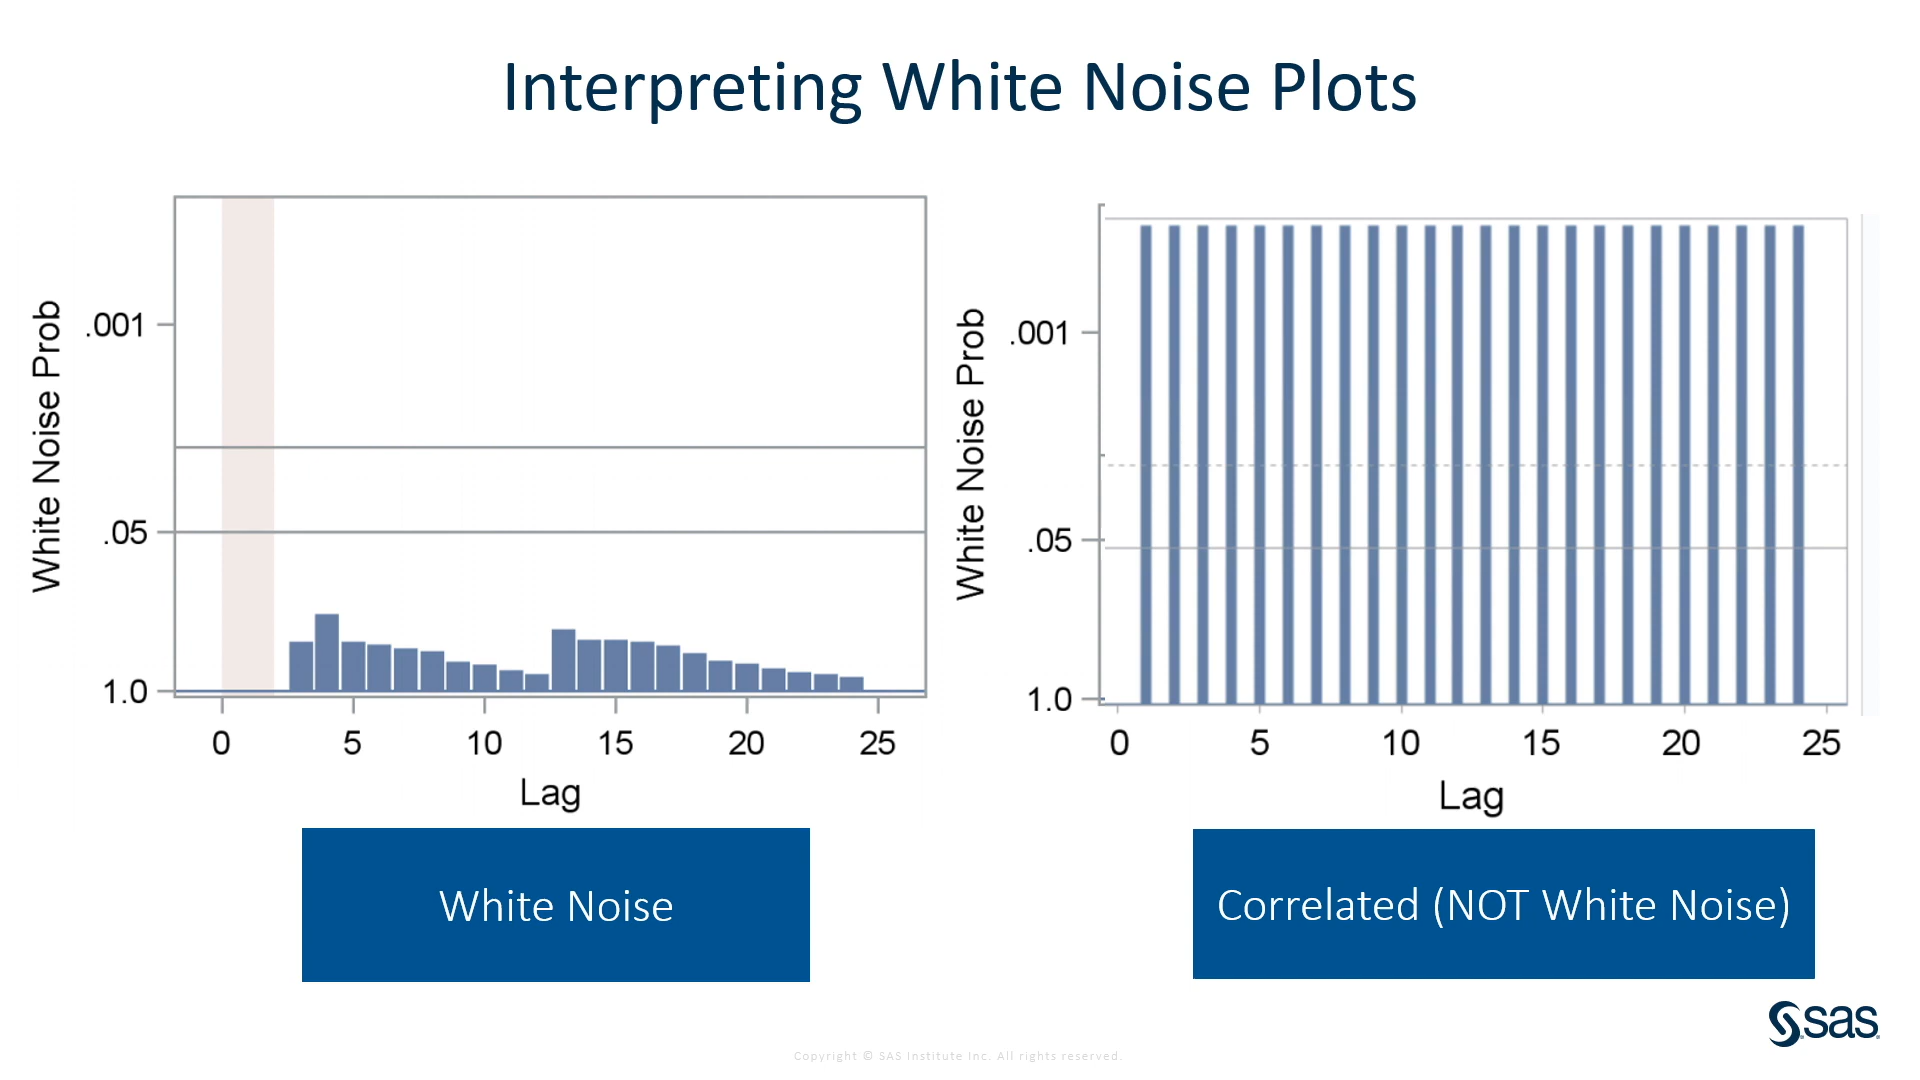 Interpreting White Noise Plots
White Noise Prob
.001
.05
1.0
0 5 10 15 20 25
Lag
White Noise
White Noise Prob
.001
.05
1.0
0 5 10 15 20 25
Lag
Correlated (NOT White Noise)
sas
Copyright © SAS Institute Inc. All rights reserved.